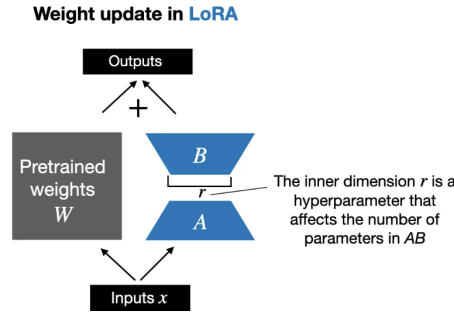 Weight update in LoRA
Outputs
+
Pretrained
weights
W
B
r
A
The inner dimension r is a
hyperparameter that
affects the number of
parameters in AB
Inputs x